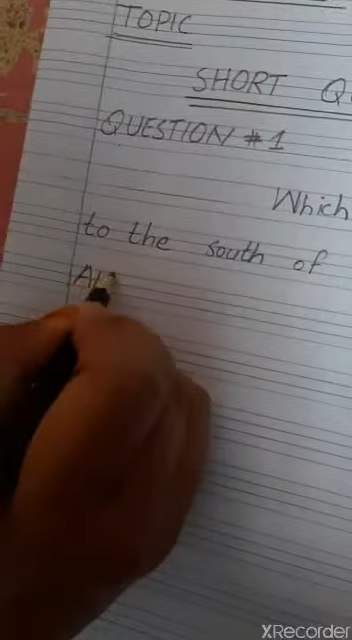 TOPIC
SHORT
QUESTION # 1
Which
to the south of
XRecorder